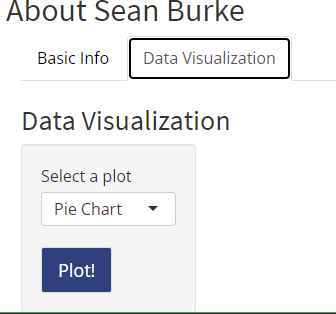 About Sean Burke
Basic Info Data Visualization
Data Visualization
Select a plot
Pie Chart
Plot!